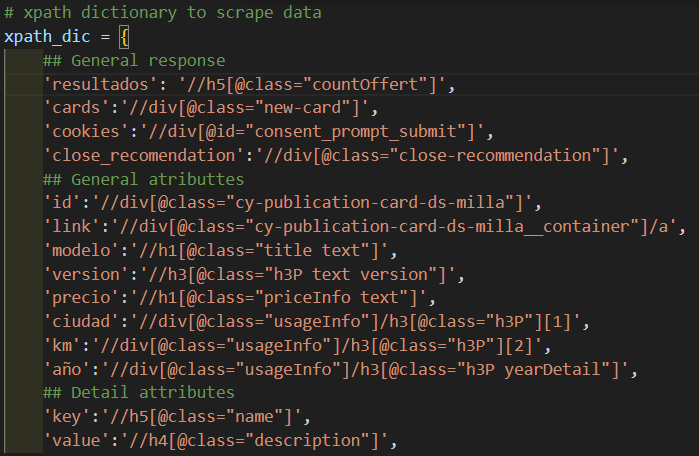 # xpath dictionary to scrape data
xpath_dic = {
## General response
'resultados': '//h5[@class="countOffert"]',
'cards':'//div[@class="new-card"]',
'cookies':'//div[@id="consent_prompt_submit"]',
'close_recomendation':'//div[@class="close-recommendation"]',
## General atributtes
'id':'//div[@class="cy-publication-card-ds-milla"]',
'link':'//div[@class="cy-publication-card-ds-milla__container"]/a',
'modelo':'//h1[@class="title text"]',
'version':'//h3[@class="h3P text version"]',
'precio':'//h1[@class="priceInfo text"]',
'ciudad':'//div[@class="usageInfo"]/h3[@class="h3P"][1]',
'km':'//div[@class="usageInfo"]/h3[@class="h3P"][2]',
'año':'//div[@class="usageInfo"]/h3[@class="h3P yearDetail"]',
## Detail attributes
'key':'//h5[@class="name"]',
'value':'//h4[@class="description"]',